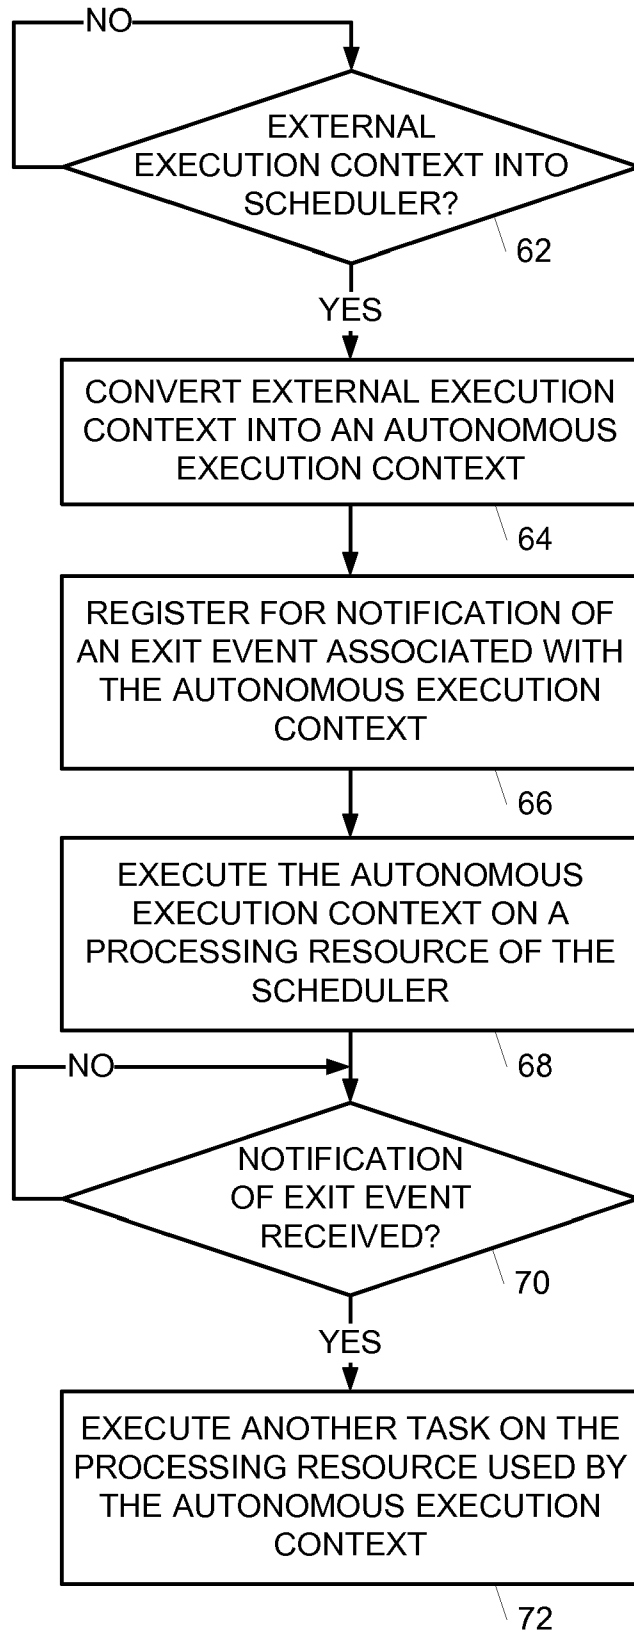 NO
EXTERNAL
EXECUTION CONTEXT INTO
SCHEDULER?
62
YES
CONVERT EXTERNAL EXECUTION
CONTEXT INTO AN AUTONOMOUS
EXECUTION CONTEXT
64
REGISTER FOR NOTIFICATION OF
AN EXIT EVENT ASSOCIATED WITH
THE AUTONOMOUS EXECUTION
CONTEXT
66
EXECUTE THE AUTONOMOUS
EXECUTION CONTEXT ON A
PROCESSING RESOURCE OF THE
SCHEDULER
68
NO
NOTIFICATION
OF EXIT EVENT
RECEIVED?
70
YES
EXECUTE ANOTHER TASK ON THE
PROCESSING RESOURCE USED BY
THE AUTONOMOUS EXECUTION
CONTEXT
72